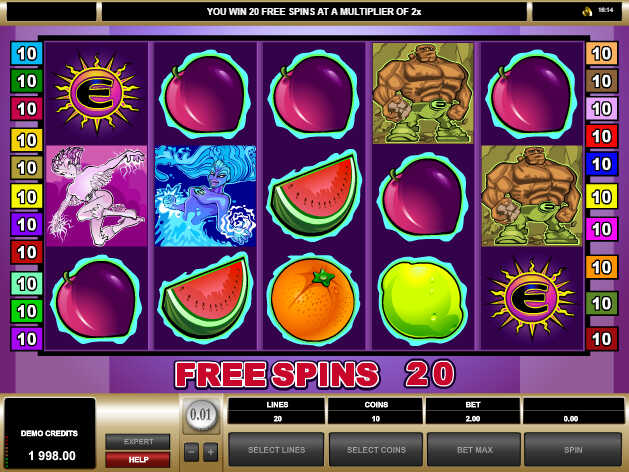 YOU WIN 20 FREE SPINS AT A MULTIPLIER OF 2x
16:14
10 10
10 10
10 10
10 10
10 10
10 10
10 10
10 10
10 10
10 10
10
E
E
FREE SPINS 20
DEMO CREDITS
1 998.00
EXPERT
HELP
0.01
− +
LINES
20
SELECT LINES
COINS
10
SELECT COINS
BET
2.00
BET MAX
0.00
SPIN